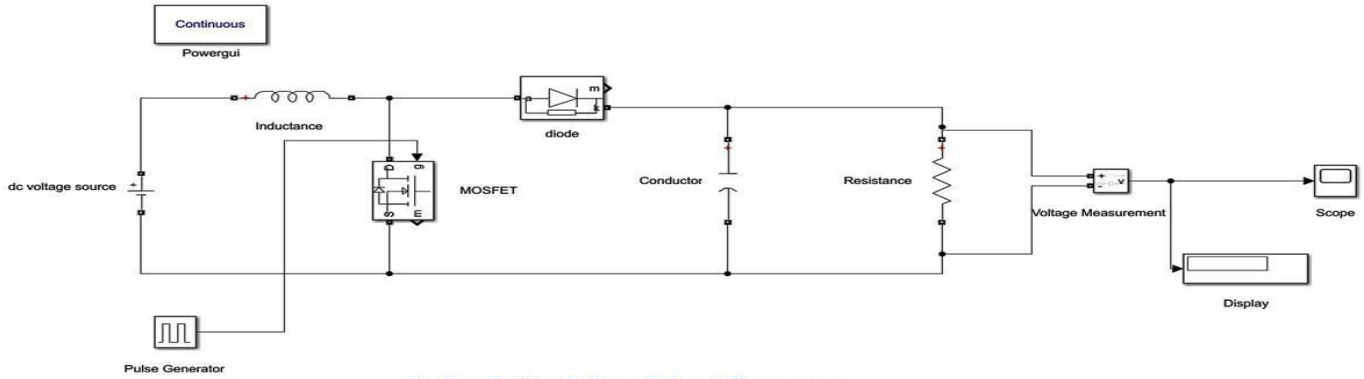 Continuous
Powergui
Inductance
m
a
k
diode
dc voltage source
+
D
g
S
m
MOSFET
Conductor
+
Resistance
+
+
-
v
Voltage Measurement
Scope
Display
Pulse Generator